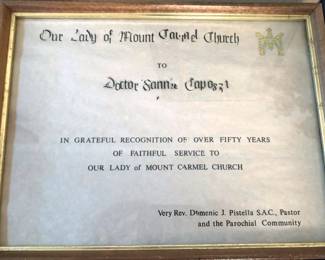 Our Lady of Mount Carmel Church
TO
Doctor Sannie Capozzi
IN GRATEFUL RECOGNITION OF OVER FIFTY YEARS
OF FAITHFUL SERVICE TO
OUR LADY of MOUNT CARMEL CHURCH
Very Rev. Domenic J. Pistella S.A.C., Pastor
and the Parochial Community